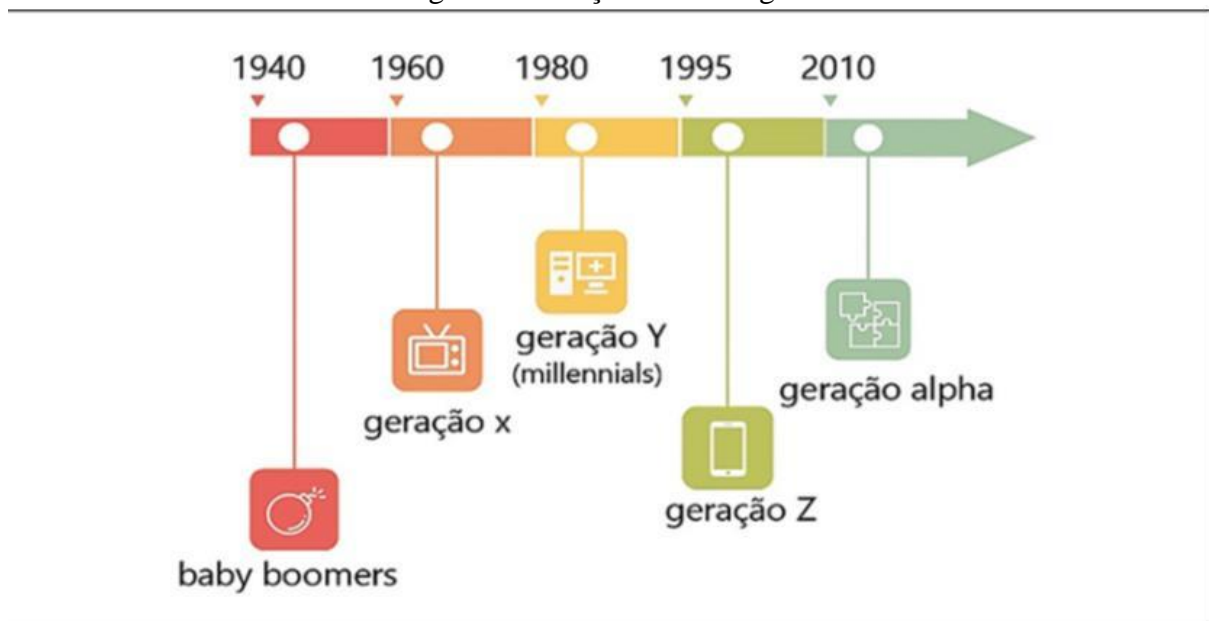 1940 1960 1980 1995 2010
geração Y
(millennials)
geração alpha
geração x
geração Z
baby boomers